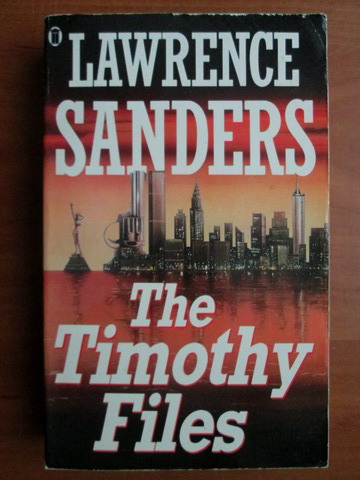 LAWRENCE
SANDERS
The
Timothy
Files